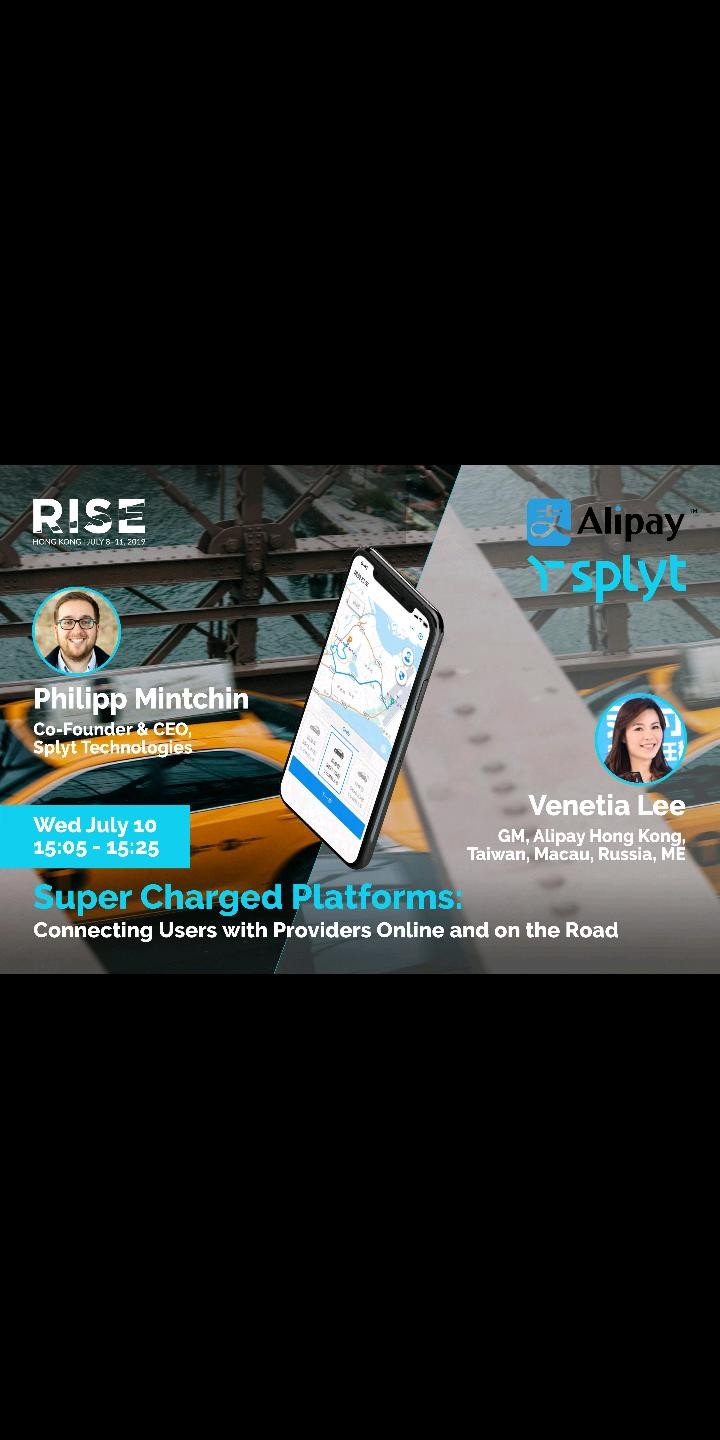 RISE
HONG KONG | JULY 8-11, 2019
Alipay™
splyt
Philipp Mintchin
Co-Founder & CEO,
Splyt Technologies
Venetia Lee
GM, Alipay Hong Kong,
Taiwan, Macau, Russia, ME
Wed July 10
15:05 - 15:25
Super Charged Platforms:
Connecting Users with Providers Online and on the Road